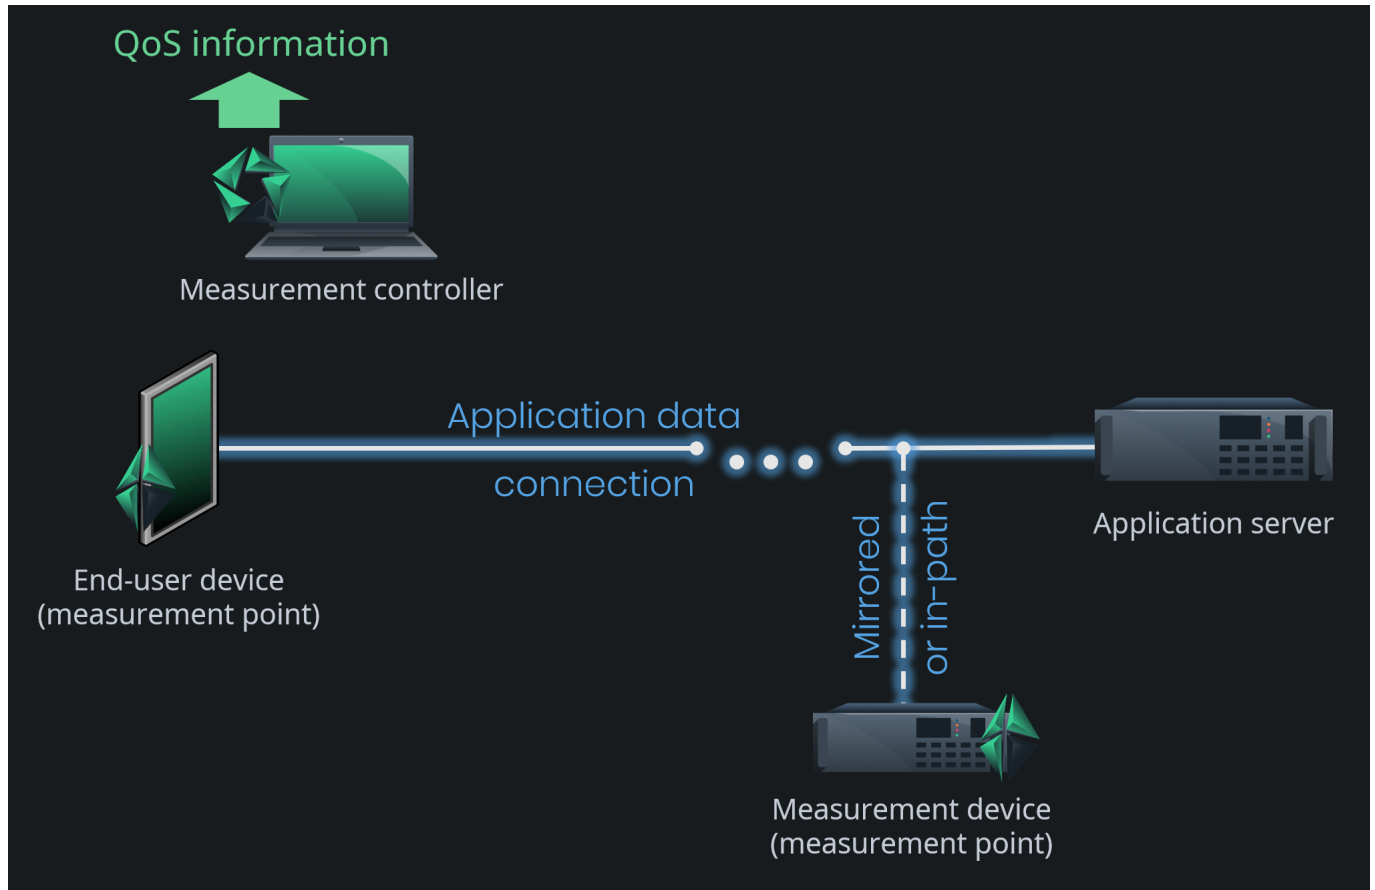 QoS information
Measurement controller
Application data
connection
End-user device
(measurement point)
Mirrored
or in-path
Application server
Measurement device
(measurement point)